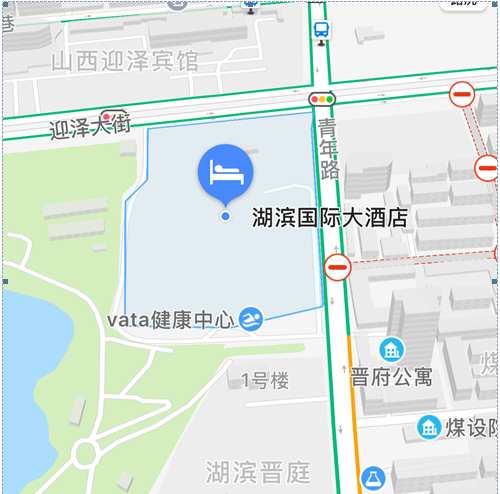 巷
山西迎泽宾馆
迎泽大街
青年路
湖滨国际大酒店
vata健康中心
晋府公寓
1号楼
煤设院
湖滨晋庭